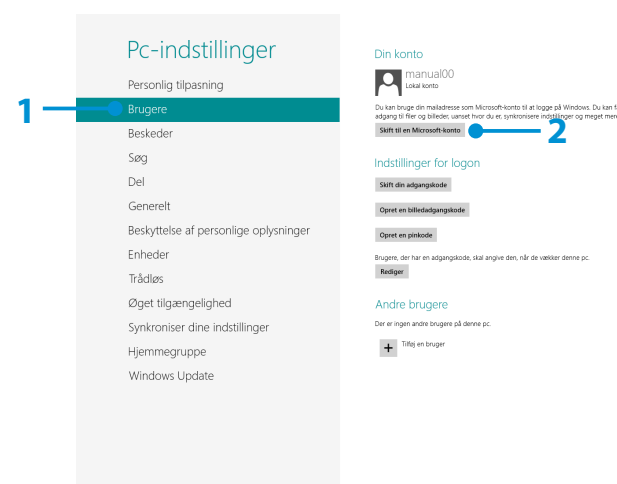 Pc-indstillinger
Personlig tilpasning
1
Brugere
Beskeder
Søg
Del
Generelt
Beskyttelse af personlige oplysninger
Enheder
Trådløs
Øget tilgængelighed
Synkroniser dine indstillinger
Hjemmegruppe
Windows Update
Din konto
manual00
Lokal konto
Du kan bruge din mailadresse som Microsoft-konto til at logge på Windows. Du kan f
adgang til filer og billeder, uanset hvor du er, synkronisere indstillinger og meget mere
Skift til en Microsoft-konto
2
Indstillinger for logon
Skift din adgangskode
Opret en billedadgangskode
Opret en pinkode
Brugere, der har en adgangskode, skal angive den, når de vækker denne pc.
Rediger
Andre brugere
Der er ingen andre brugere på denne pc.
+
Tilføj en bruger